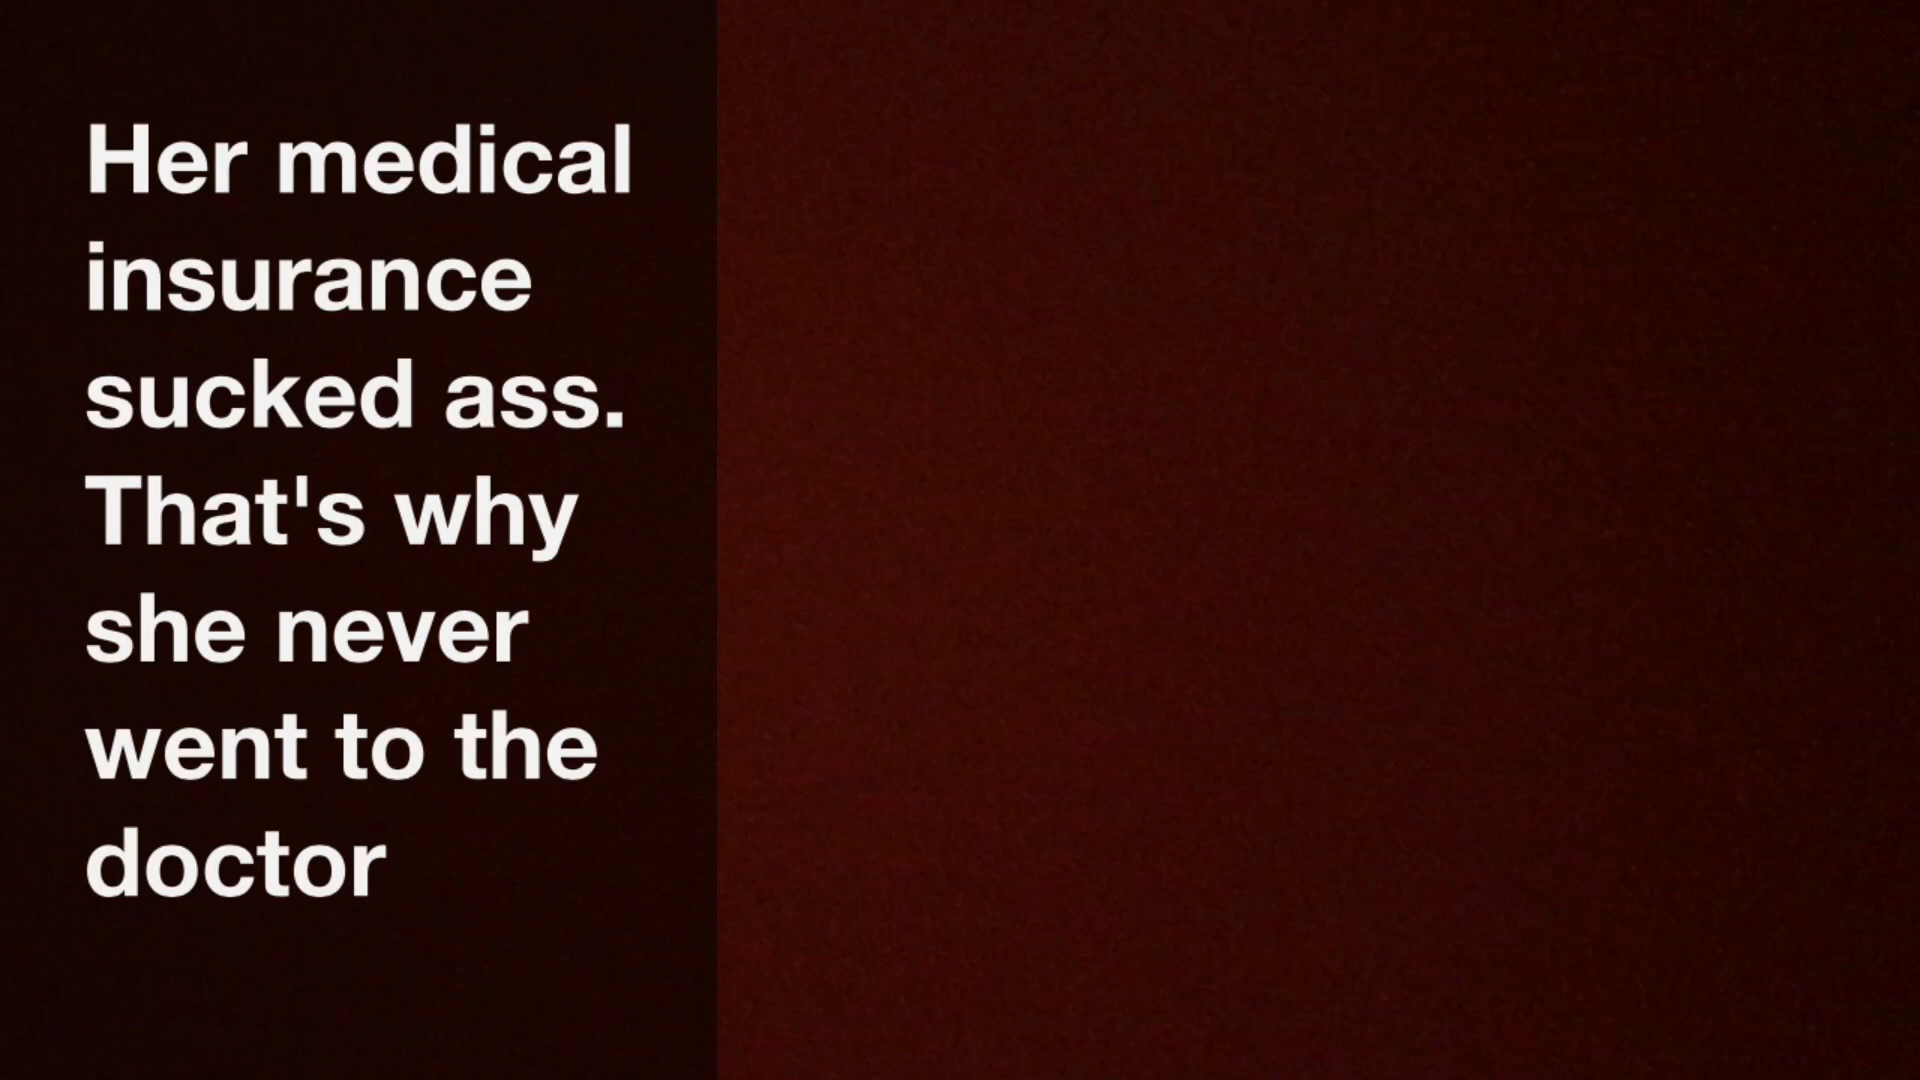 Her medical
insurance
sucked ass.
That's why
she never
went to the
doctor